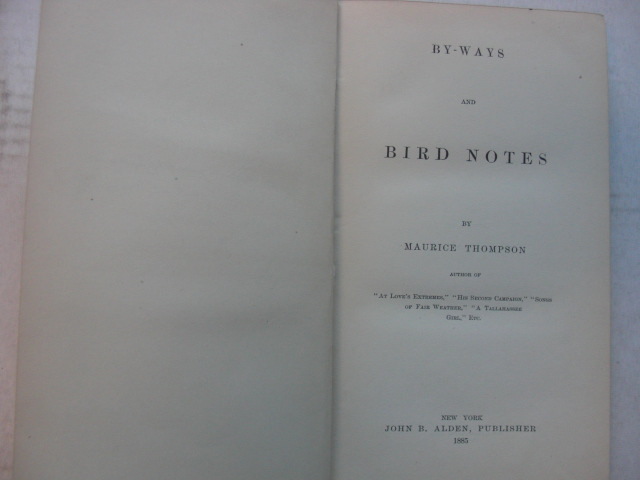 BY-WAYS
AND
BIRD NOTES
BY
MAURICE THOMPSON
AUTHOR OF
"AT LOVE'S EXTREMES," "HIS SECOND CAMPAIGN," "SONGS
OF FAIR WEATHER," "A TALLAHASSEE
GIRL," ETC.
NEW YORK
JOHN B. ALDEN, PUBLISHER
1885